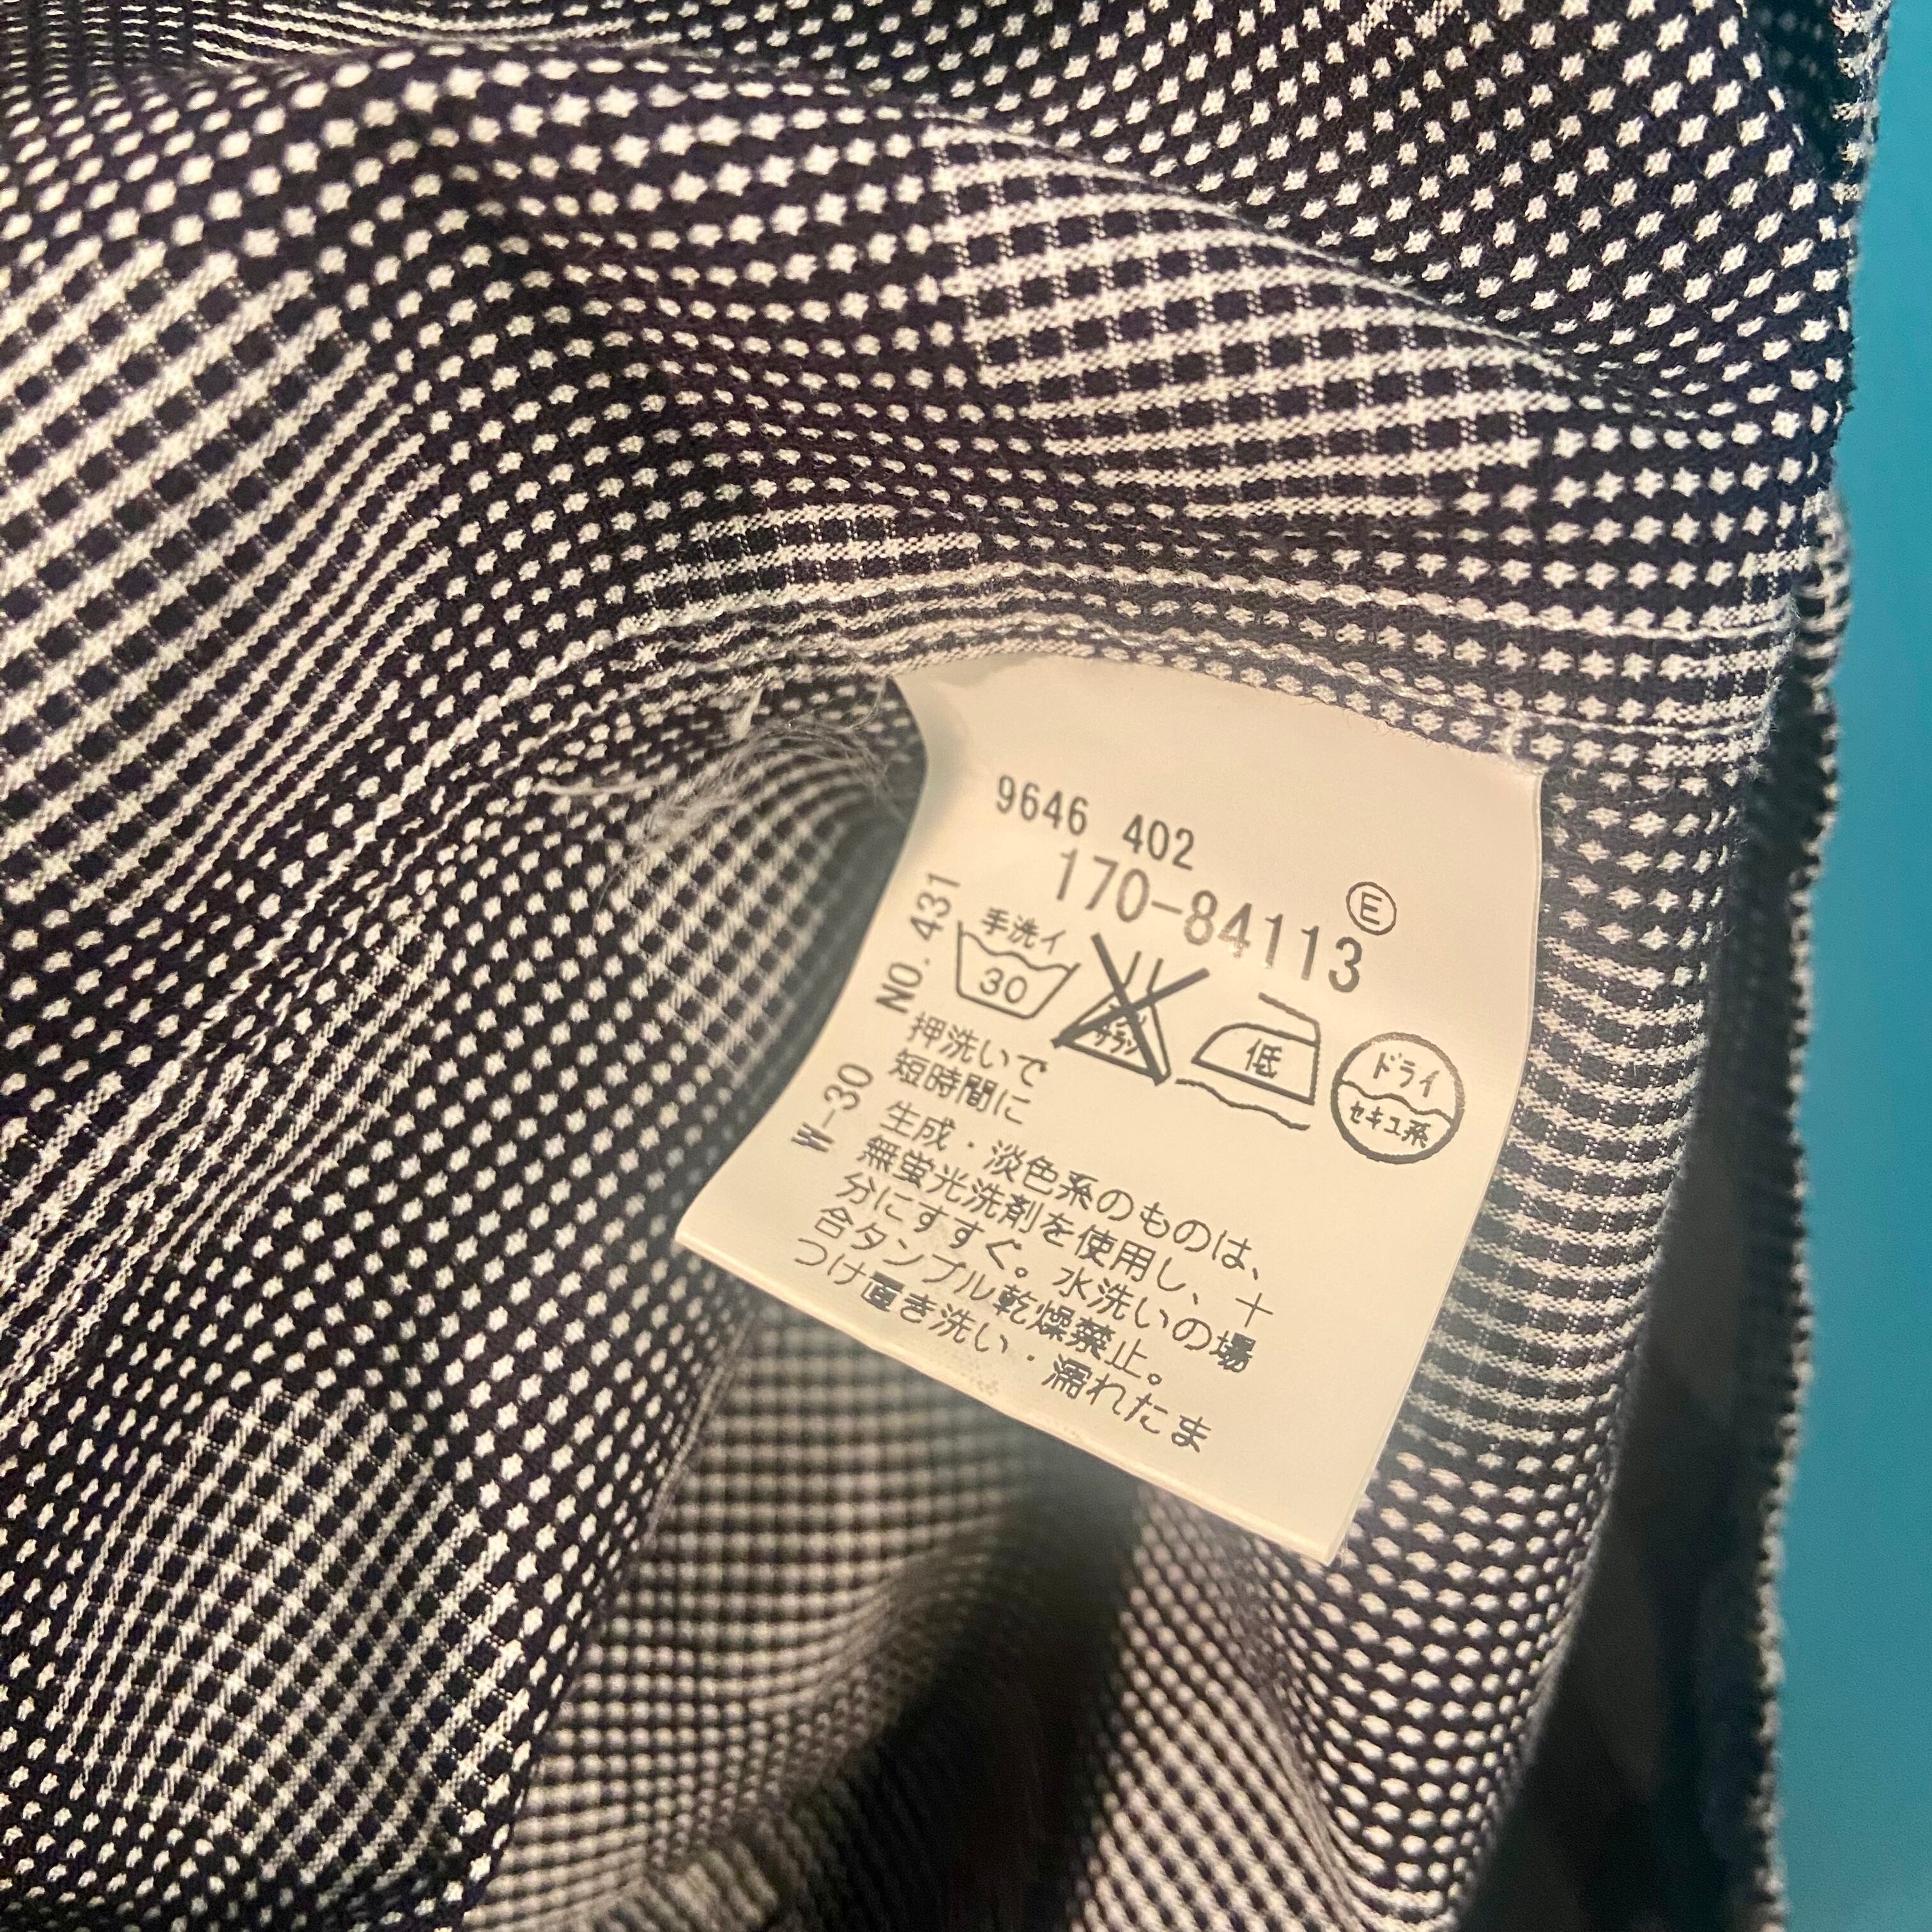 9646 402
170-84113 Ⓔ
NO. 431
W-30
手洗イ
30
サラシ
低
ドライ
セキユ系
押洗いで
短時間に
生成・淡色系のものは、
無蛍光洗剤を使用し、十
分にすすぐ。水洗いの場
合タンブル乾燥禁止。
つけ置き洗い・濡れたま